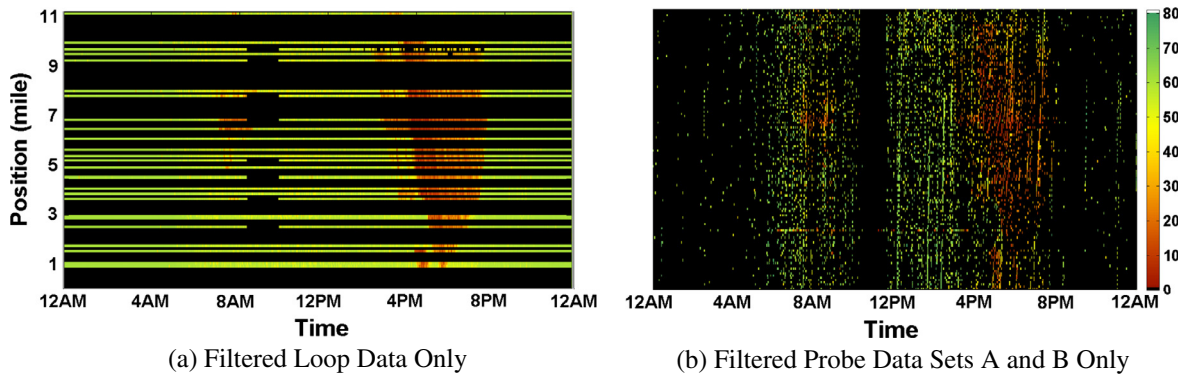 11
9
7
5
3
1
Position (mile)
12AM 4AM 8AM 12PM 4PM 8PM 12AM
Time
(a) Filtered Loop Data Only
80
70
60
50
40
30
20
10
0
12AM 4AM 8AM 12PM 4PM 8PM 12AM
Time
(b) Filtered Probe Data Sets A and B Only